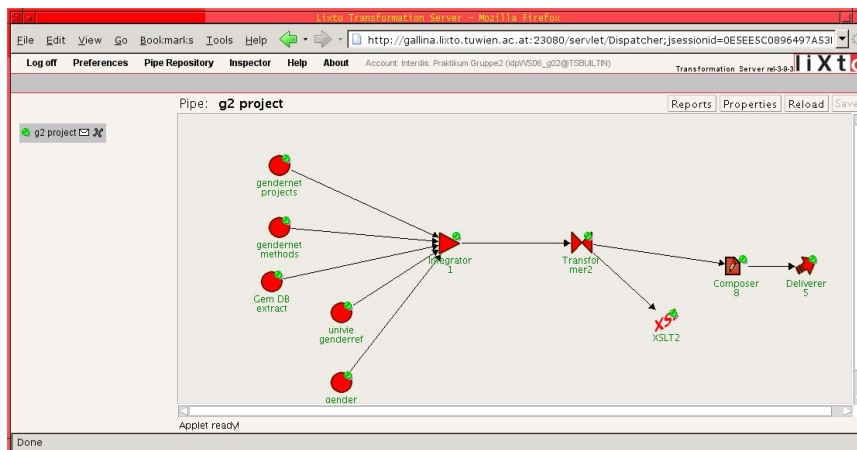 Lixto Transformation Server - Mozilla Firefox
File Edit View Go Bookmarks Tools Help http://gallina.lixto.tuwien.ac.at:23080/servlet/Dispatcher;jsessionid=0E5EE5C0896497A53
Log off Preferences Pipe Repository Inspector Help About Account: Interdis. Praktikum Gruppe2 (idpWS06_g02@TSBUILTIN) Transformation Server rel-3-9-3 liXto
Pipe: g2 project Reports Properties Reload Save
g2 project
gendernet
projects
gendernet
methods
Integrator
1
Transfor
mer2
Gem DB
extract
Composer
8
Deliverer
5
univie
genderref
XSLT2
gender
Applet ready!
Done